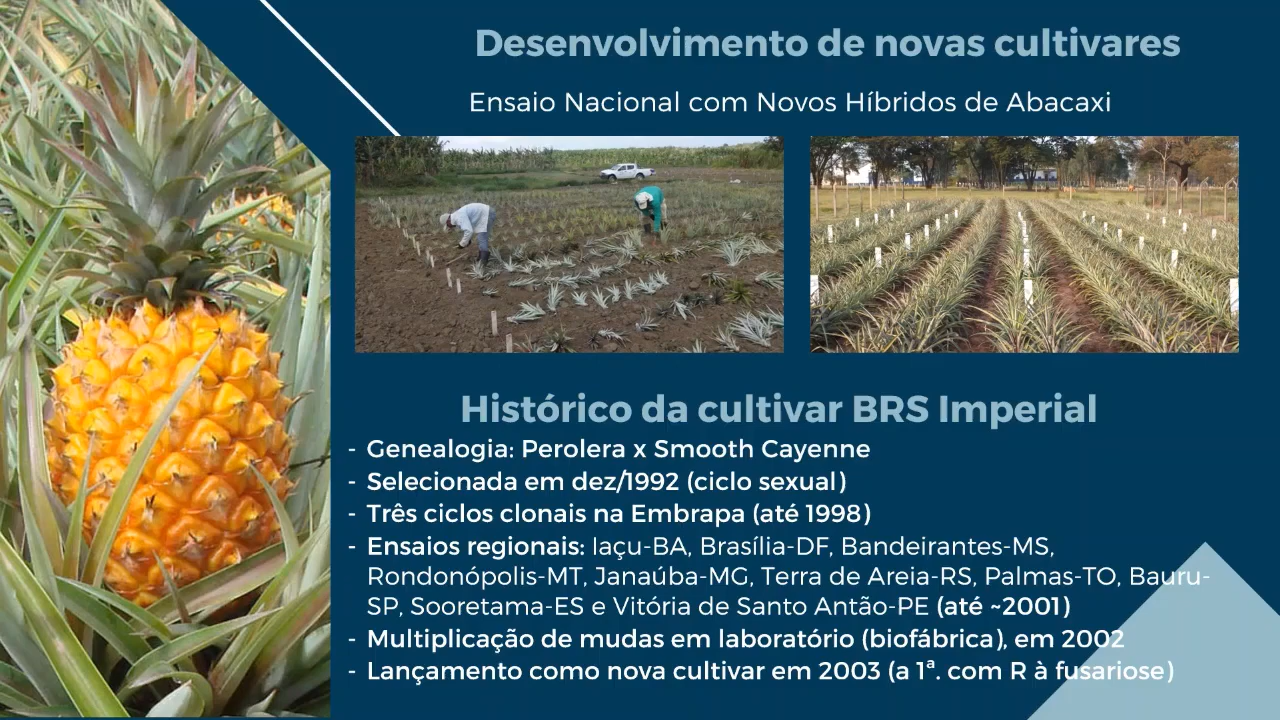 Desenvolvimento de novas cultivares
Ensaio Nacional com Novos Híbridos de Abacaxi
Histórico da cultivar BRS Imperial
- Genealogia: Perolera x Smooth Cayenne
- Selecionada em dez/1992 (ciclo sexual)
- Três ciclos clonais na Embrapa (até 1998)
- Ensaios regionais: Iaçu-BA, Brasília-DF, Bandeirantes-MS,
Rondonópolis-MT, Janaúba-MG, Terra de Areia-RS, Palmas-TO, Bauru-
SP, Sooretama-ES e Vitória de Santo Antão-PE (até ~2001)
- Multiplicação de mudas em laboratório (biofábrica), em 2002
- Lançamento como nova cultivar em 2003 (a 1ª. com R à fusariose)